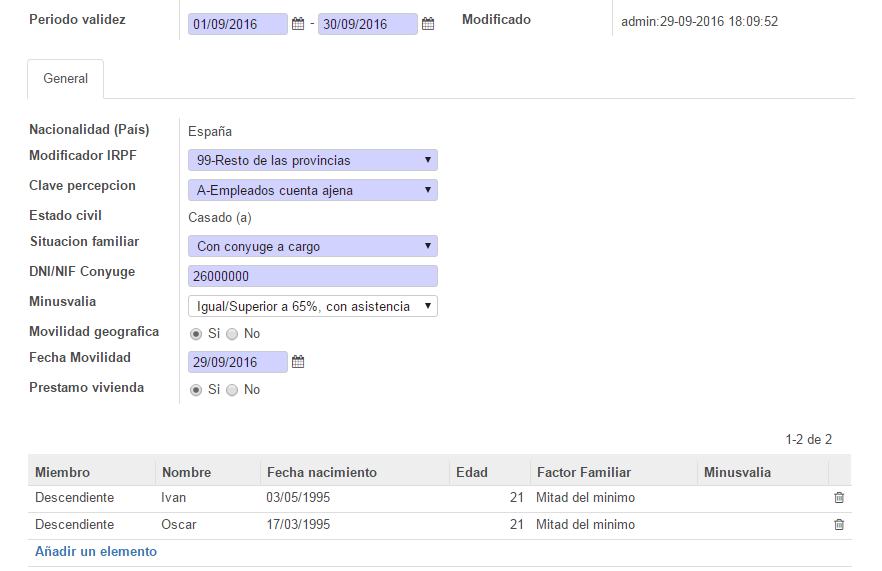 Periodo validez 01/09/2016 - 30/09/2016 Modificado admin:29-09-2016 18:09:52
General
Nacionalidad (País) España
Modificador IRPF 99-Resto de las provincias
Clave percepcion A-Empleados cuenta ajena
Estado civil Casado (a)
Situacion familiar Con conyuge a cargo
DNI/NIF Conyuge 26000000
Minusvalia Igual/Superior a 65%, con asistencia
Movilidad geografica Si No
Fecha Movilidad 29/09/2016
Prestamo vivienda Si No
1-2 de 2
Miembro Nombre Fecha nacimiento Edad Factor Familiar Minusvalia
Descendiente Ivan 03/05/1995 21 Mitad del minimo
Descendiente Oscar 17/03/1995 21 Mitad del minimo
Añadir un elemento